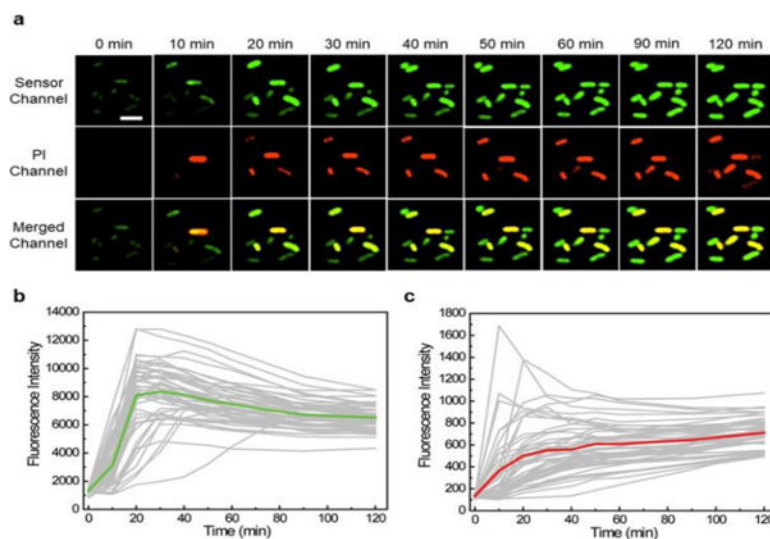 a
0 min 10 min 20 min 30 min 40 min 50 min 60 min 90 min 120 min
Sensor
Channel
PI
Channel
Merged
Channel
b
14000
12000
10000
8000
6000
4000
2000
0
Fluorescence Intensity
0 20 40 60 80 100 120
Time (min)
c
1800
1600
1400
1200
1000
800
600
400
200
0
Fluorescence Intensity
0 20 40 60 80 100 120
Time (min)